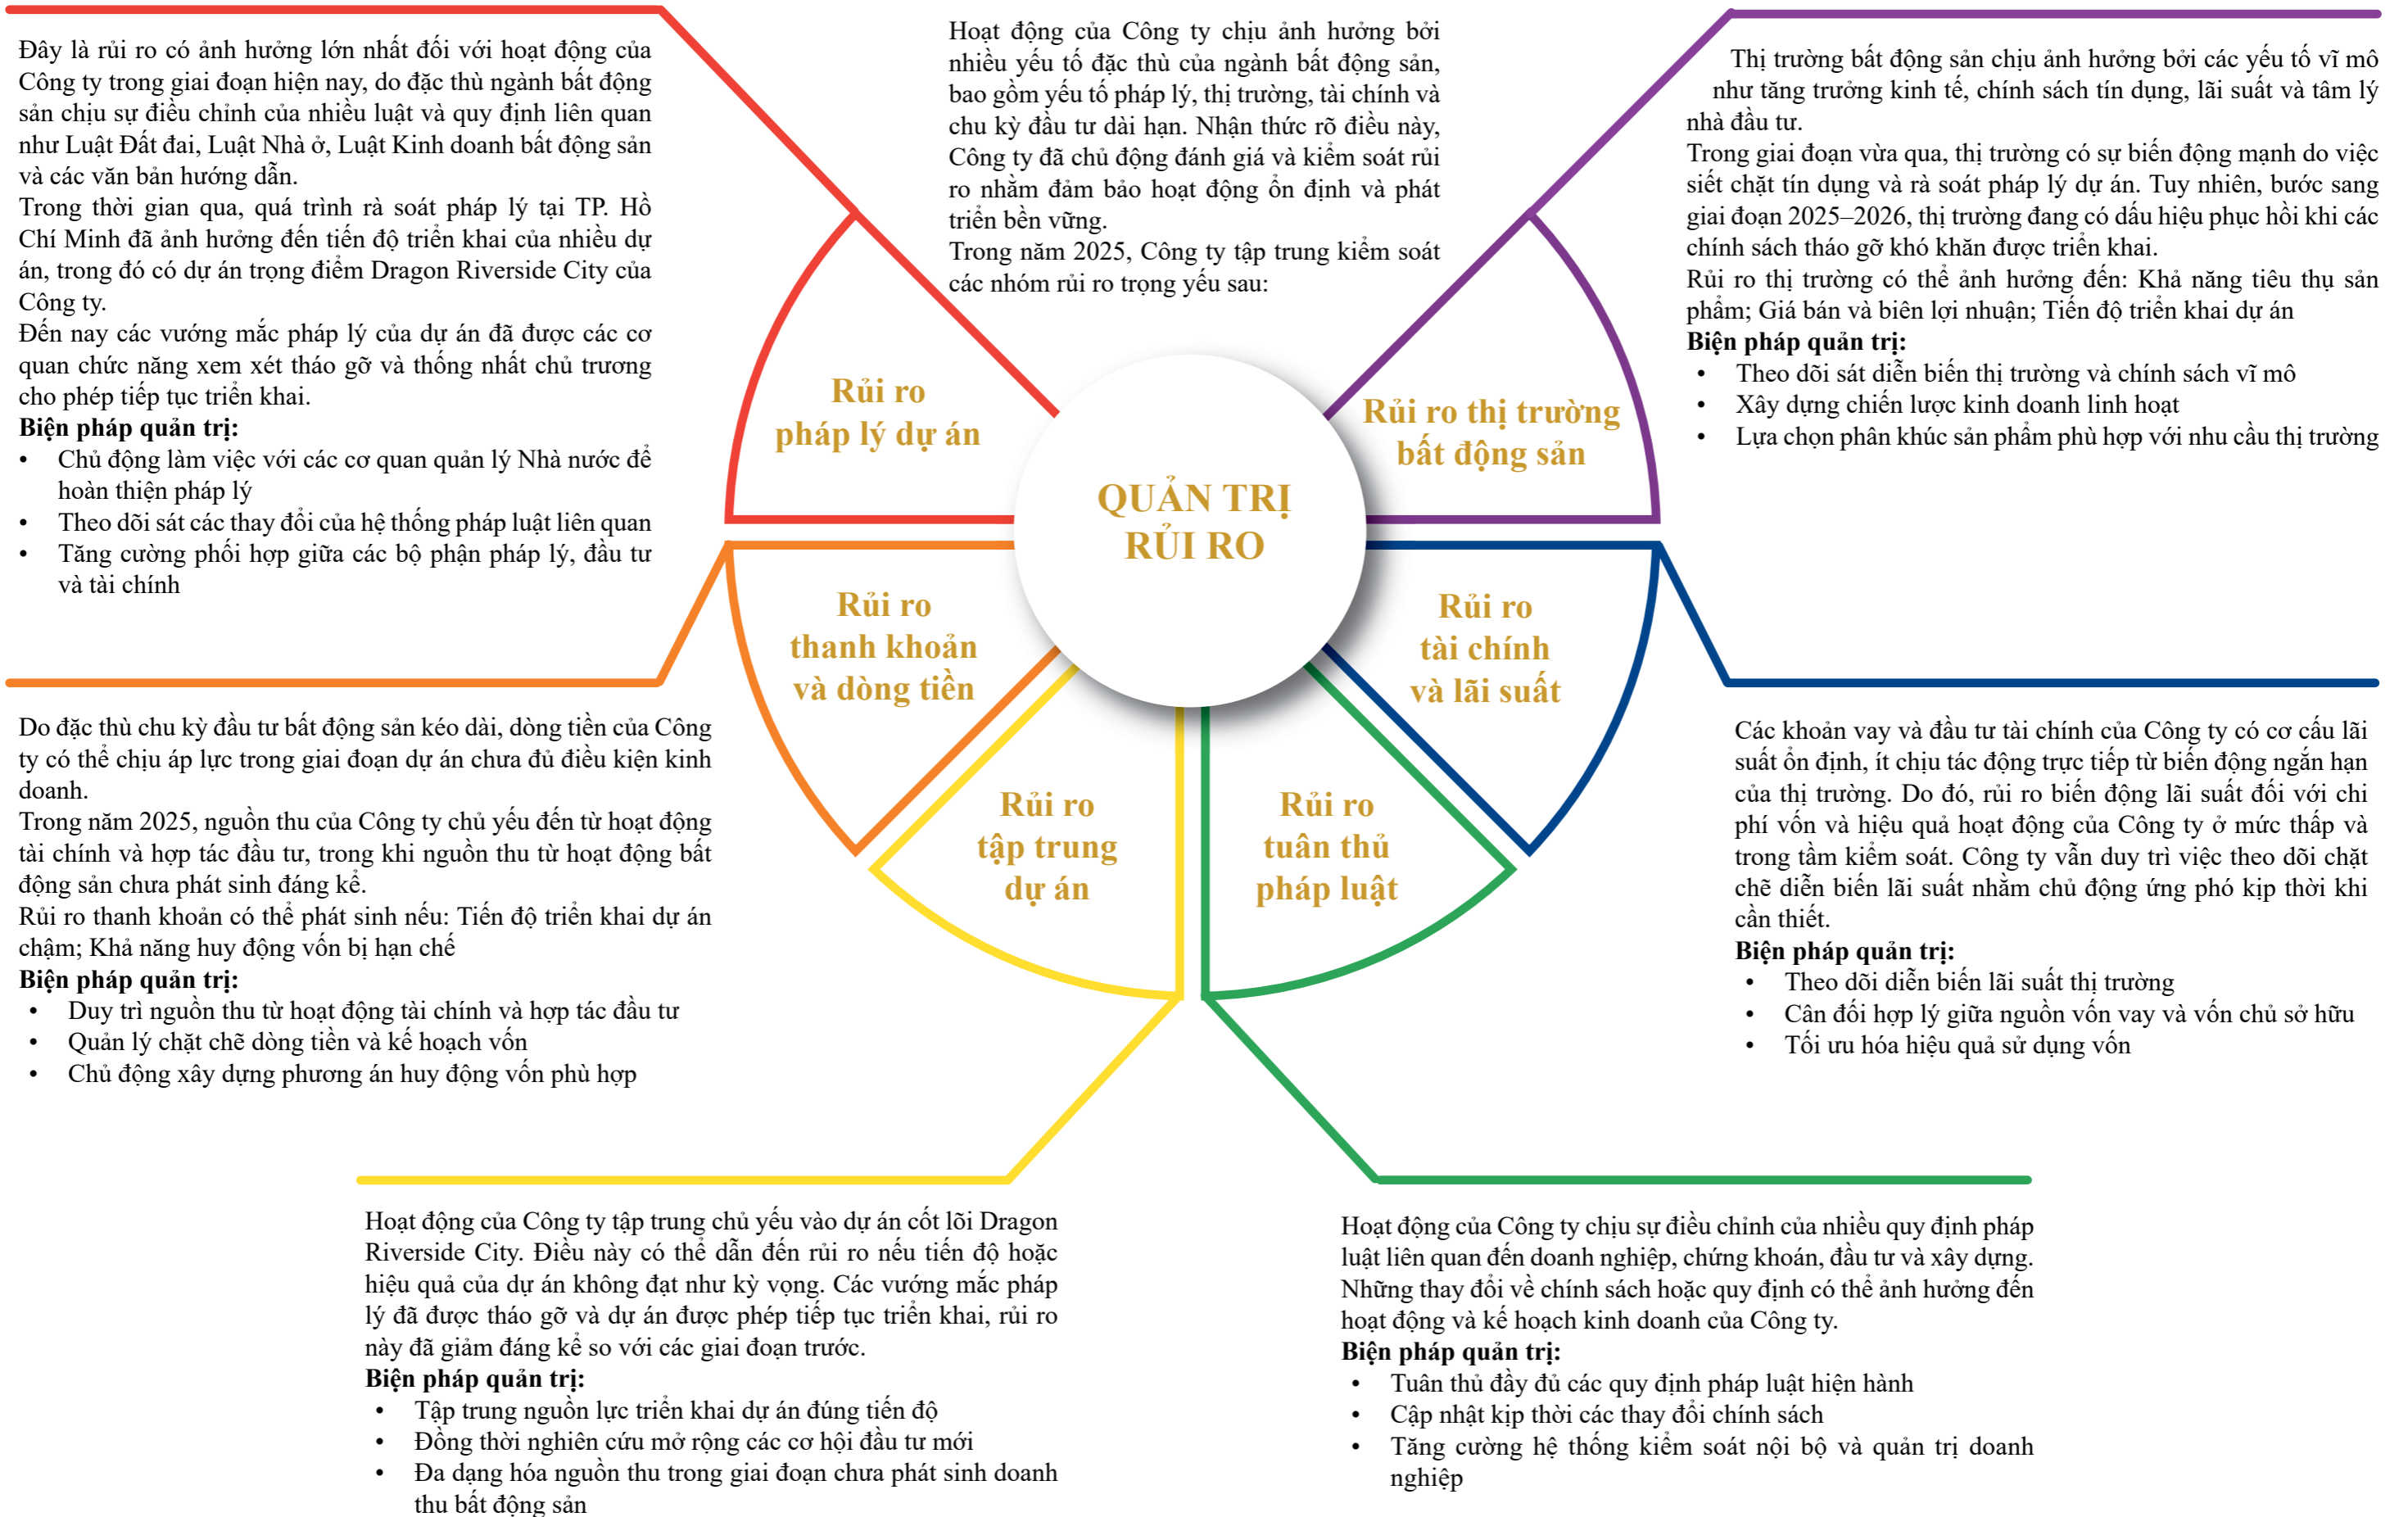 Hoạt động của Công ty chịu ảnh hưởng bởi
nhiều yếu tố đặc thù của ngành bất động sản,
bao gồm yếu tố pháp lý, thị trường, tài chính và
chu kỳ đầu tư dài hạn. Nhận thức rõ điều này,
Công ty đã chủ động đánh giá và kiểm soát rủi
ro nhằm đảm bảo hoạt động ổn định và phát
triển bền vững.
Trong năm 2025, Công ty tập trung kiểm soát
các nhóm rủi ro trọng yếu sau:
QUẢN TRỊ
RỦI RO
Rủi ro
pháp lý dự án
Đây là rủi ro có ảnh hưởng lớn nhất đối với hoạt động của
Công ty trong giai đoạn hiện nay, do đặc thù ngành bất động
sản chịu sự điều chỉnh của nhiều luật và quy định liên quan
như Luật Đất đai, Luật Nhà ở, Luật Kinh doanh bất động sản
và các văn bản hướng dẫn.
Trong thời gian qua, quá trình rà soát pháp lý tại TP. Hồ
Chí Minh đã ảnh hưởng đến tiến độ triển khai của nhiều dự
án, trong đó có dự án trọng điểm Dragon Riverside City của
Công ty.
Đến nay các vướng mắc pháp lý của dự án đã được các cơ
quan chức năng xem xét tháo gỡ và thống nhất chủ trương
cho phép tiếp tục triển khai.
Biện pháp quản trị:
• Chủ động làm việc với các cơ quan quản lý Nhà nước để
hoàn thiện pháp lý
• Theo dõi sát các thay đổi của hệ thống pháp luật liên quan
• Tăng cường phối hợp giữa các bộ phận pháp lý, đầu tư
và tài chính
Rủi ro thị trường
bất động sản
Thị trường bất động sản chịu ảnh hưởng bởi các yếu tố vĩ mô
như tăng trưởng kinh tế, chính sách tín dụng, lãi suất và tâm lý
nhà đầu tư.
Trong giai đoạn vừa qua, thị trường có sự biến động mạnh do việc
siết chặt tín dụng và rà soát pháp lý dự án. Tuy nhiên, bước sang
giai đoạn 2025–2026, thị trường đang có dấu hiệu phục hồi khi các
chính sách tháo gỡ khó khăn được triển khai.
Rủi ro thị trường có thể ảnh hưởng đến: Khả năng tiêu thụ sản
phẩm; Giá bán và biên lợi nhuận; Tiến độ triển khai dự án
Biện pháp quản trị:
• Theo dõi sát diễn biến thị trường và chính sách vĩ mô
• Xây dựng chiến lược kinh doanh linh hoạt
• Lựa chọn phân khúc sản phẩm phù hợp với nhu cầu thị trường
Rủi ro
thanh khoản
và dòng tiền
Do đặc thù chu kỳ đầu tư bất động sản kéo dài, dòng tiền của Công
ty có thể chịu áp lực trong giai đoạn dự án chưa đủ điều kiện kinh
doanh.
Trong năm 2025, nguồn thu của Công ty chủ yếu đến từ hoạt động
tài chính và hợp tác đầu tư, trong khi nguồn thu từ hoạt động bất
động sản chưa phát sinh đáng kể.
Rủi ro thanh khoản có thể phát sinh nếu: Tiến độ triển khai dự án
chậm; Khả năng huy động vốn bị hạn chế
Biện pháp quản trị:
• Duy trì nguồn thu từ hoạt động tài chính và hợp tác đầu tư
• Quản lý chặt chẽ dòng tiền và kế hoạch vốn
• Chủ động xây dựng phương án huy động vốn phù hợp
Rủi ro
tài chính
và lãi suất
Các khoản vay và đầu tư tài chính của Công ty có cơ cấu lãi
suất ổn định, ít chịu tác động trực tiếp từ biến động ngắn hạn
của thị trường. Do đó, rủi ro biến động lãi suất đối với chi
phí vốn và hiệu quả hoạt động của Công ty ở mức thấp và
trong tầm kiểm soát. Công ty vẫn duy trì việc theo dõi chặt
chẽ diễn biến lãi suất nhằm chủ động ứng phó kịp thời khi
cần thiết.
Biện pháp quản trị:
• Theo dõi diễn biến lãi suất thị trường
• Cân đối hợp lý giữa nguồn vốn vay và vốn chủ sở hữu
• Tối ưu hóa hiệu quả sử dụng vốn
Rủi ro
tập trung
dự án
Hoạt động của Công ty tập trung chủ yếu vào dự án cốt lõi Dragon
Riverside City. Điều này có thể dẫn đến rủi ro nếu tiến độ hoặc
hiệu quả của dự án không đạt như kỳ vọng. Các vướng mắc pháp
lý đã được tháo gỡ và dự án được phép tiếp tục triển khai, rủi ro
này đã giảm đáng kể so với các giai đoạn trước.
Biện pháp quản trị:
• Tập trung nguồn lực triển khai dự án đúng tiến độ
• Đồng thời nghiên cứu mở rộng các cơ hội đầu tư mới
• Đa dạng hóa nguồn thu trong giai đoạn chưa phát sinh doanh
thu bất động sản
Rủi ro
tuân thủ
pháp luật
Hoạt động của Công ty chịu sự điều chỉnh của nhiều quy định pháp
luật liên quan đến doanh nghiệp, chứng khoán, đầu tư và xây dựng.
Những thay đổi về chính sách hoặc quy định có thể ảnh hưởng đến
hoạt động và kế hoạch kinh doanh của Công ty.
Biện pháp quản trị:
• Tuân thủ đầy đủ các quy định pháp luật hiện hành
• Cập nhật kịp thời các thay đổi chính sách
• Tăng cường hệ thống kiểm soát nội bộ và quản trị doanh
nghiệp